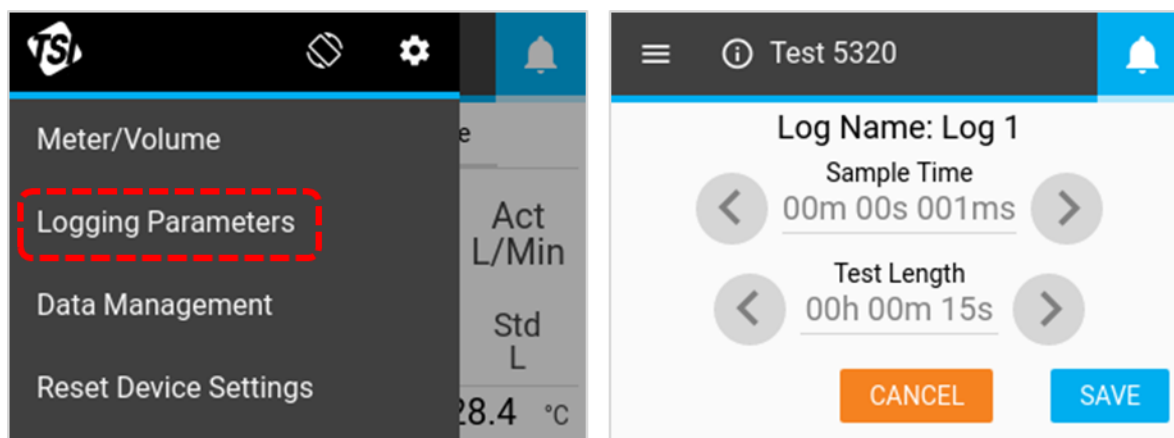 TSI
Meter/Volume
Logging Parameters
Data Management
Reset Device Settings
e
Act
L/Min
Std
L
28.4 °C
Test 5320
Log Name: Log 1
Sample Time
00m 00s 001ms
Test Length
00h 00m 15s
CANCEL
SAVE